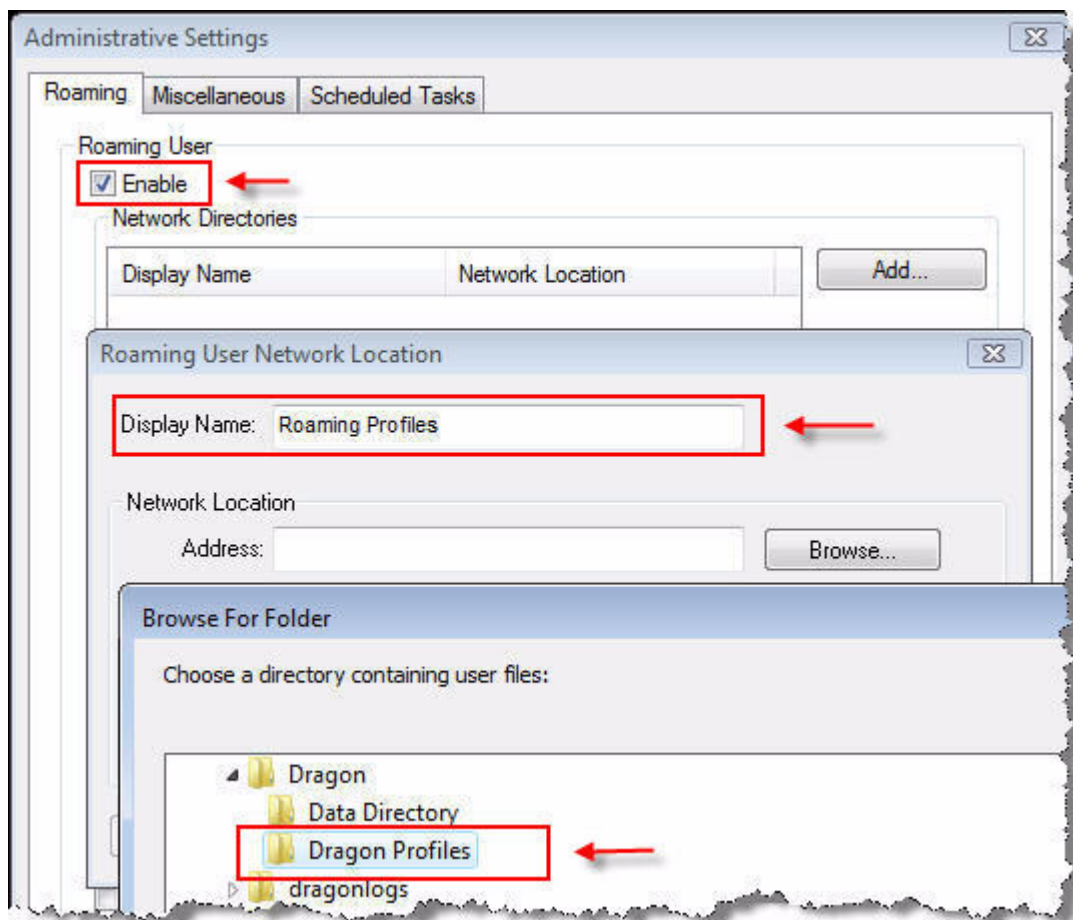 Administrative Settings
Roaming
Miscellaneous
Scheduled Tasks
Roaming User
Enable
Network Directories
Display Name
Network Location
Add...
Roaming User Network Location
Display Name: Roaming Profiles
Network Location
Address:
Browse...
Browse For Folder
Choose a directory containing user files:
Dragon
Data Directory
Dragon Profiles
dragonlogs